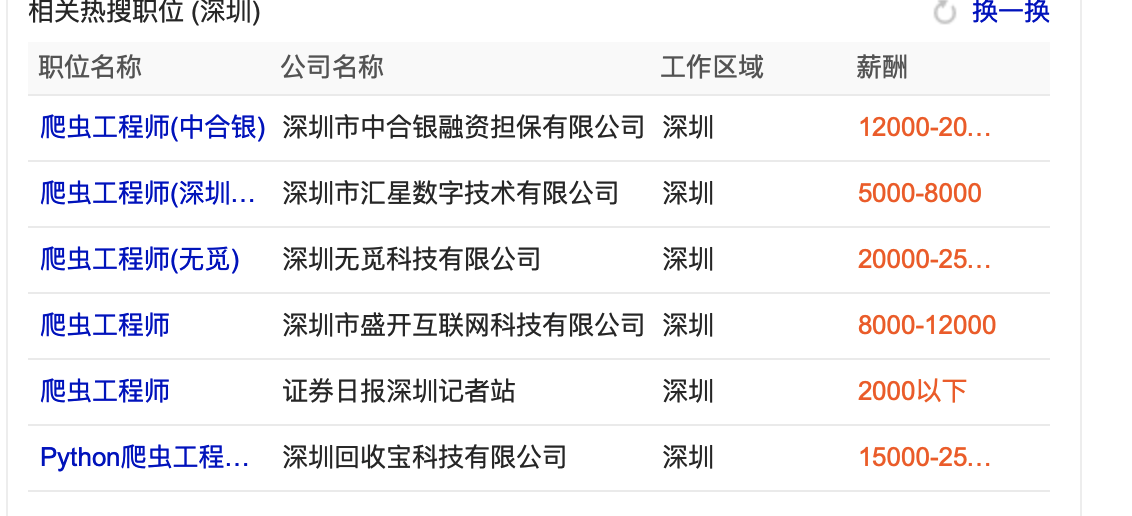 相关热搜职位 (深圳) 换一换
职位名称 公司名称 工作区域 薪酬
爬虫工程师(中合银) 深圳市中合银融资担保有限公司 深圳 12000-20...
爬虫工程师(深圳... 深圳市汇星数字技术有限公司 深圳 5000-8000
爬虫工程师(无觅) 深圳无觅科技有限公司 深圳 20000-25...
爬虫工程师 深圳市盛开互联网科技有限公司 深圳 8000-12000
爬虫工程师 证券日报深圳记者站 深圳 2000以下
Python爬虫工程... 深圳回收宝科技有限公司 深圳 15000-25...